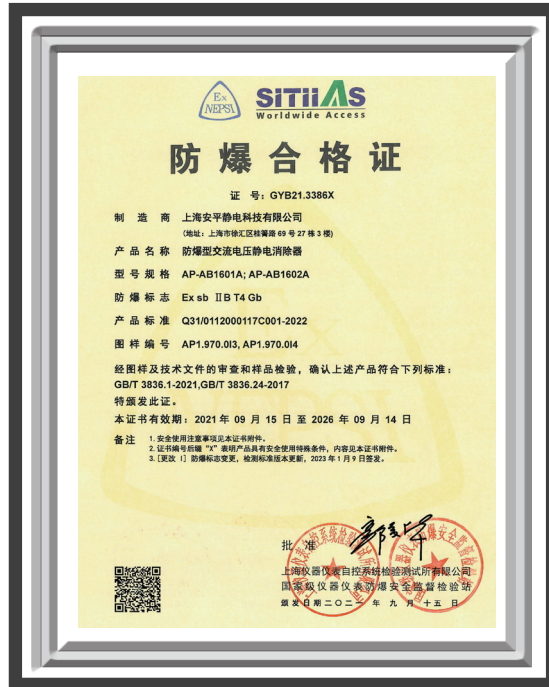 Ex
NEPSI
SITIIAS
Worldwide Access
防爆合格证
证 号: GYB21.3386X
制造商 上海安平静电科技有限公司
(地址: 上海市徐汇区桂箐路 69 号 27 栋 3 楼)
产品名称 防爆型交流电压静电消除器
型号规格 AP-AB1601A; AP-AB1602A
防爆标志 Ex sb ⅡB T4 Gb
产品标准 Q31/0112000117C001-2022
图样编号 AP1.970.0I3, AP1.970.0I4
经图样及技术文件的审查和样品检验，确认上述产品符合下列标准：
GB/T 3836.1-2021,GB/T 3836.24-2017
特颁发此证。
本证书有效期: 2021 年 09 月 15 日 至 2026 年 09 月 14 日
备注 1. 安全使用注意事项见本证书附件。
2. 证书编号后缀“X”表明产品具有安全使用特殊条件，内容见本证书附件。
3. [更改 1] 防爆标志变更，检测标准版本更新，2023 年 1 月 9 日签发。
批准
上海仪器仪表自控系统检验测试所有限公司
国家级仪器仪表防爆安全监督检验站
颁发日期二〇二一年九月十五日